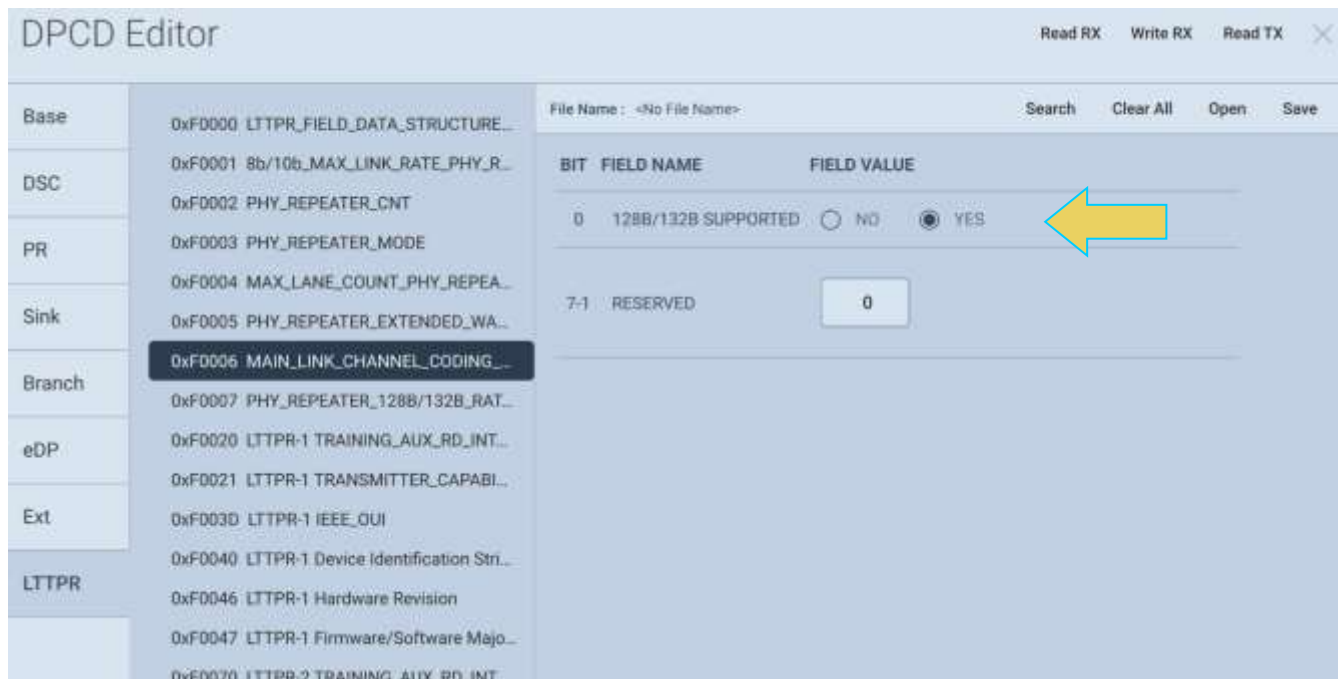 DPCD Editor
Read RX Write RX Read TX
Base
DSC
PR
Sink
Branch
eDP
Ext
LTTPR
0xF0000 LTTPR_FIELD_DATA_STRUCTURE...
0xF0001 8b/10b_MAX_LINK_RATE_PHY_R...
0xF0002 PHY_REPEATER_CNT
0xF0003 PHY_REPEATER_MODE
0xF0004 MAX_LANE_COUNT_PHY_REPEA...
0xF0005 PHY_REPEATER_EXTENDED_WA...
0xF0006 MAIN_LINK_CHANNEL_CODING_...
0xF0007 PHY_REPEATER_128B/132B_RAT...
0xF0020 LTTPR-1 TRAINING_AUX_RD_INT...
0xF0021 LTTPR-1 TRANSMITTER_CAPABI...
0xF003D LTTPR-1 IEEE_OUI
0xF0040 LTTPR-1 Device Identification Stri...
0xF0046 LTTPR-1 Hardware Revision
0xF0047 LTTPR-1 Firmware/Software Majo...
0xF0070 LTTPR-2 TRAINING_AUX_RD_INT...
File Name : <No File Name> Search Clear All Open Save
BIT FIELD NAME FIELD VALUE
0 128B/132B SUPPORTED NO YES
7-1 RESERVED 0